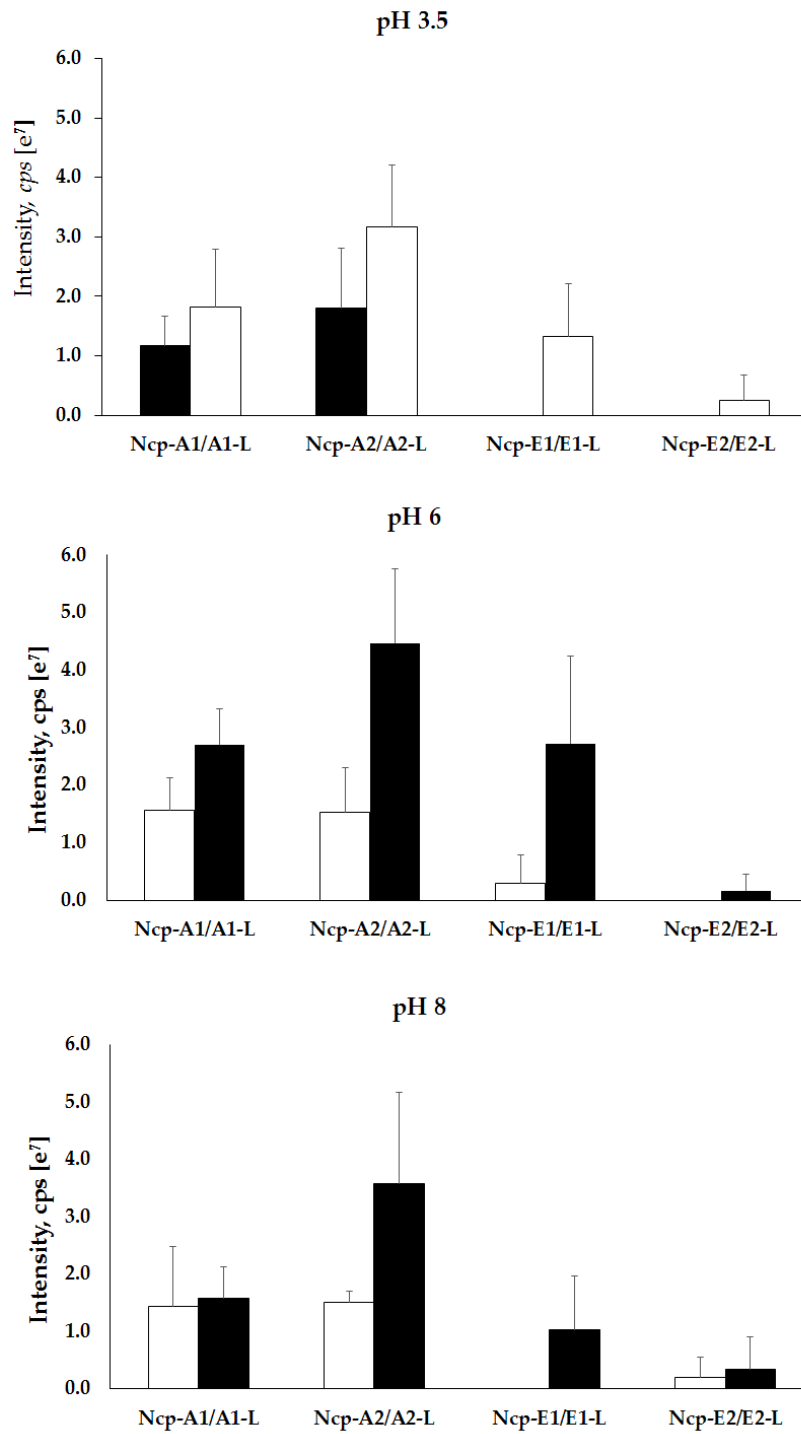 pH 3.5
6.0
5.0
4.0
3.0
2.0
1.0
0.0
Intensity, cps [e⁷]
Ncp-A1/A1-L Ncp-A2/A2-L Ncp-E1/E1-L Ncp-E2/E2-L
pH 6
6.0
5.0
4.0
3.0
2.0
1.0
0.0
Intensity, cps [e⁷]
Ncp-A1/A1-L Ncp-A2/A2-L Ncp-E1/E1-L Ncp-E2/E2-L
pH 8
6.0
5.0
4.0
3.0
2.0
1.0
0.0
Intensity, cps [e⁷]
Ncp-A1/A1-L Ncp-A2/A2-L Ncp-E1/E1-L Ncp-E2/E2-L